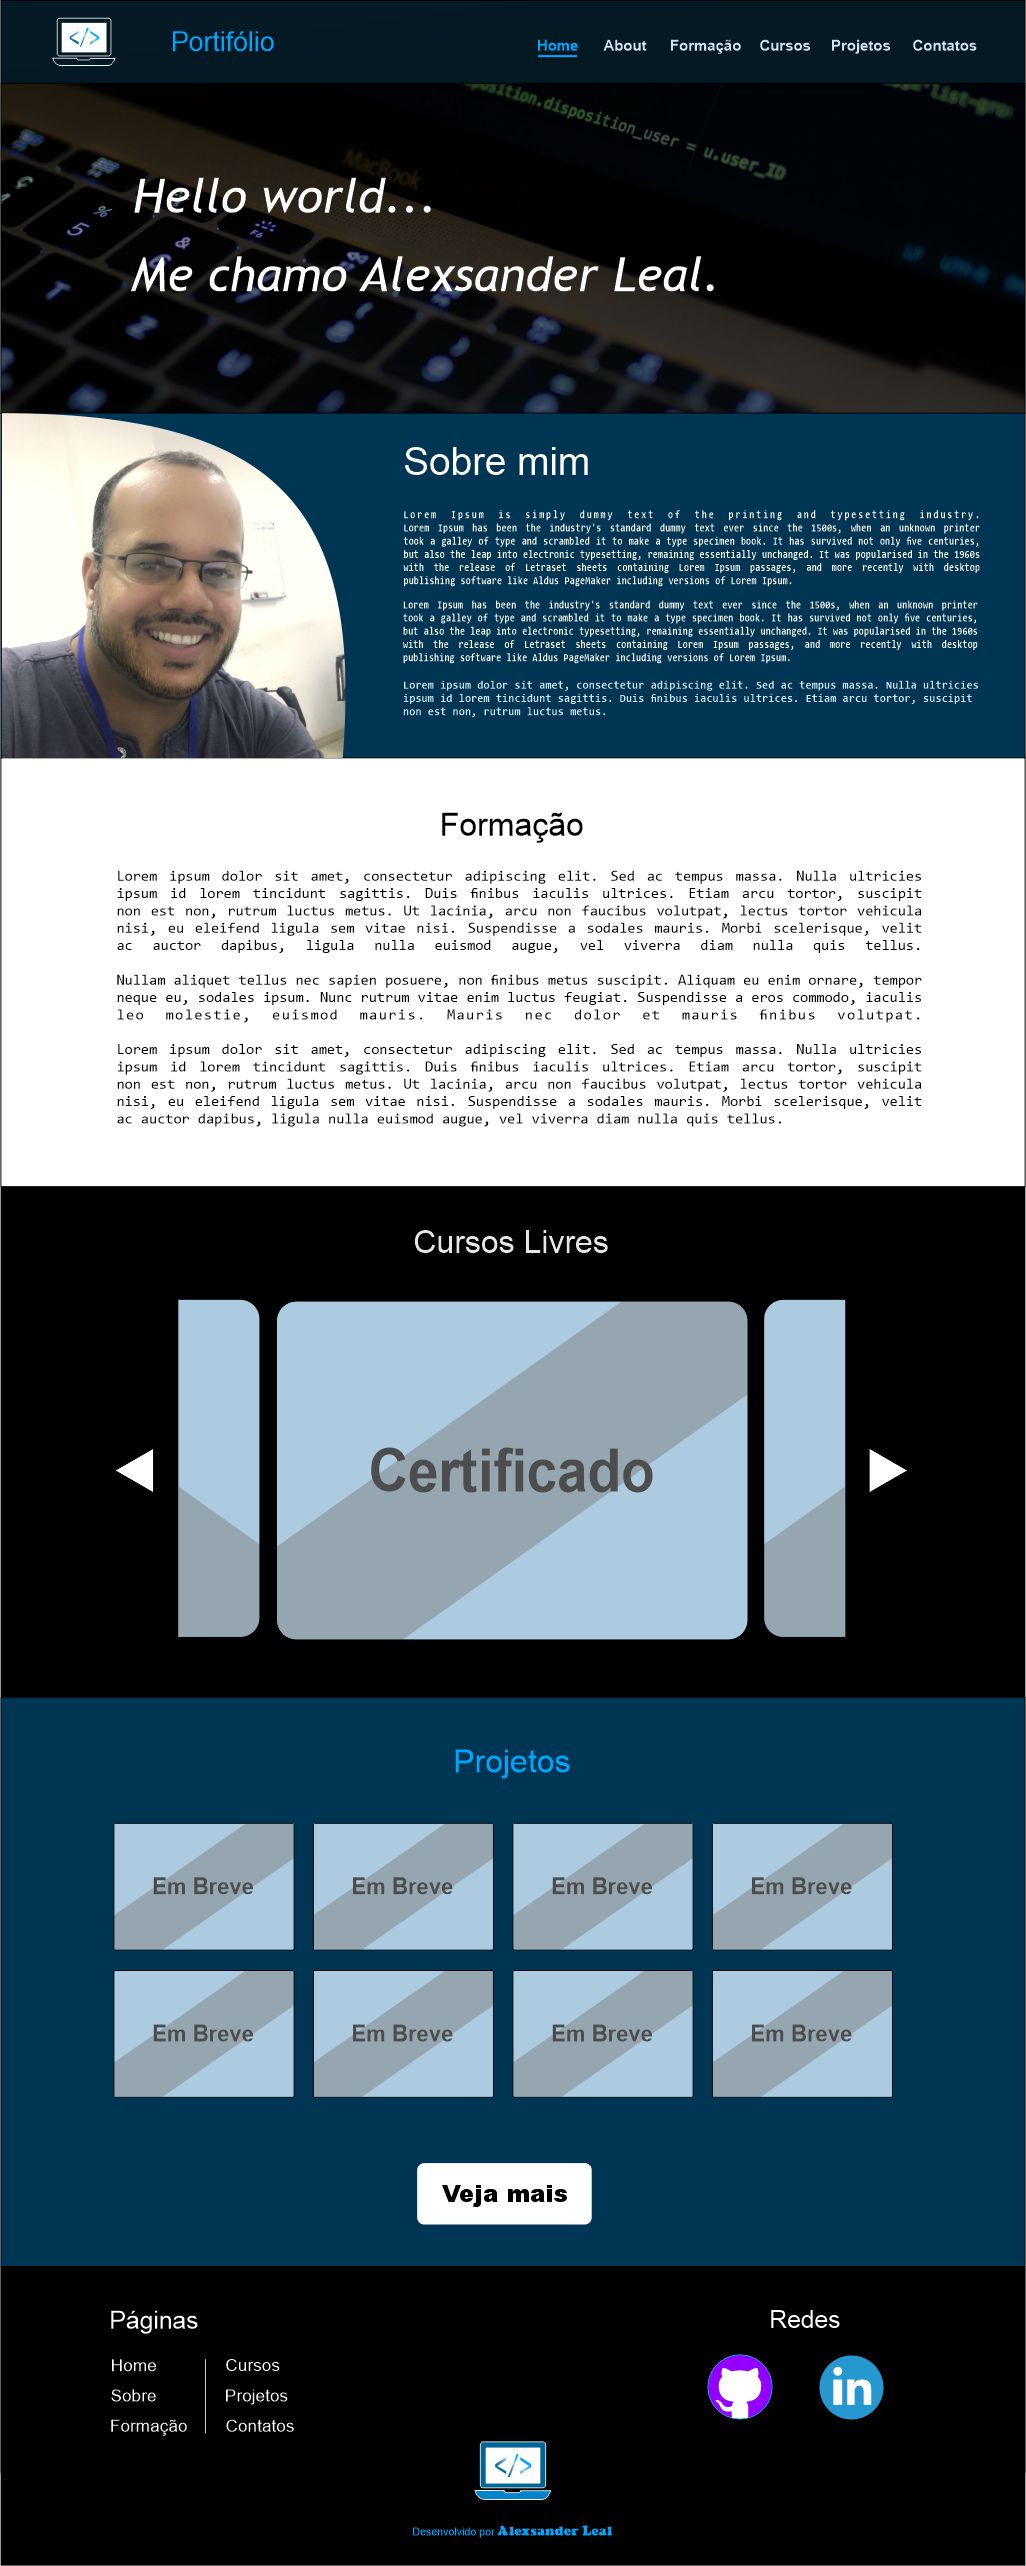 </> Portifólio Home About Formação Cursos Projetos Contatos
position.disposition_user = u.user_ID
MacBook
Hello world...
Me chamo Alexsander Leal.
Sobre mim
Lorem Ipsum is simply dummy text of the printing and typesetting industry.
Lorem Ipsum has been the industry's standard dummy text ever since the 1500s, when an unknown printer
took a galley of type and scrambled it to make a type specimen book. It has survived not only five centuries,
but also the leap into electronic typesetting, remaining essentially unchanged. It was popularised in the 1960s
with the release of Letraset sheets containing Lorem Ipsum passages, and more recently with desktop
publishing software like Aldus PageMaker including versions of Lorem Ipsum.
Lorem Ipsum has been the industry's standard dummy text ever since the 1500s, when an unknown printer
took a galley of type and scrambled it to make a type specimen book. It has survived not only five centuries,
but also the leap into electronic typesetting, remaining essentially unchanged. It was popularised in the 1960s
with the release of Letraset sheets containing Lorem Ipsum passages, and more recently with desktop
publishing software like Aldus PageMaker including versions of Lorem Ipsum.
Lorem ipsum dolor sit amet, consectetur adipiscing elit. Sed ac tempus massa. Nulla ultricies
ipsum id lorem tincidunt sagittis. Duis finibus iaculis ultrices. Etiam arcu tortor, suscipit
non est non, rutrum luctus metus.
Formação
Lorem ipsum dolor sit amet, consectetur adipiscing elit. Sed ac tempus massa. Nulla ultricies
ipsum id lorem tincidunt sagittis. Duis finibus iaculis ultrices. Etiam arcu tortor, suscipit
non est non, rutrum luctus metus. Ut lacinia, arcu non faucibus volutpat, lectus tortor vehicula
nisi, eu eleifend ligula sem vitae nisi. Suspendisse a sodales mauris. Morbi scelerisque, velit
ac auctor dapibus, ligula nulla euismod augue, vel viverra diam nulla quis tellus.
Nullam aliquet tellus nec sapien posuere, non finibus metus suscipit. Aliquam eu enim ornare, tempor
neque eu, sodales ipsum. Nunc rutrum vitae enim luctus feugiat. Suspendisse a eros commodo, iaculis
leo molestie, euismod mauris. Mauris nec dolor et mauris finibus volutpat.
Lorem ipsum dolor sit amet, consectetur adipiscing elit. Sed ac tempus massa. Nulla ultricies
ipsum id lorem tincidunt sagittis. Duis finibus iaculis ultrices. Etiam arcu tortor, suscipit
non est non, rutrum luctus metus. Ut lacinia, arcu non faucibus volutpat, lectus tortor vehicula
nisi, eu eleifend ligula sem vitae nisi. Suspendisse a sodales mauris. Morbi scelerisque, velit
ac auctor dapibus, ligula nulla euismod augue, vel viverra diam nulla quis tellus.
Cursos Livres
Certificado
Projetos
Em Breve Em Breve Em Breve Em Breve
Em Breve Em Breve Em Breve Em Breve
Veja mais
Páginas
Home Cursos
Sobre Projetos
Formação Contatos
Redes
in
</>
Desenvolvido por Alexsander Leal